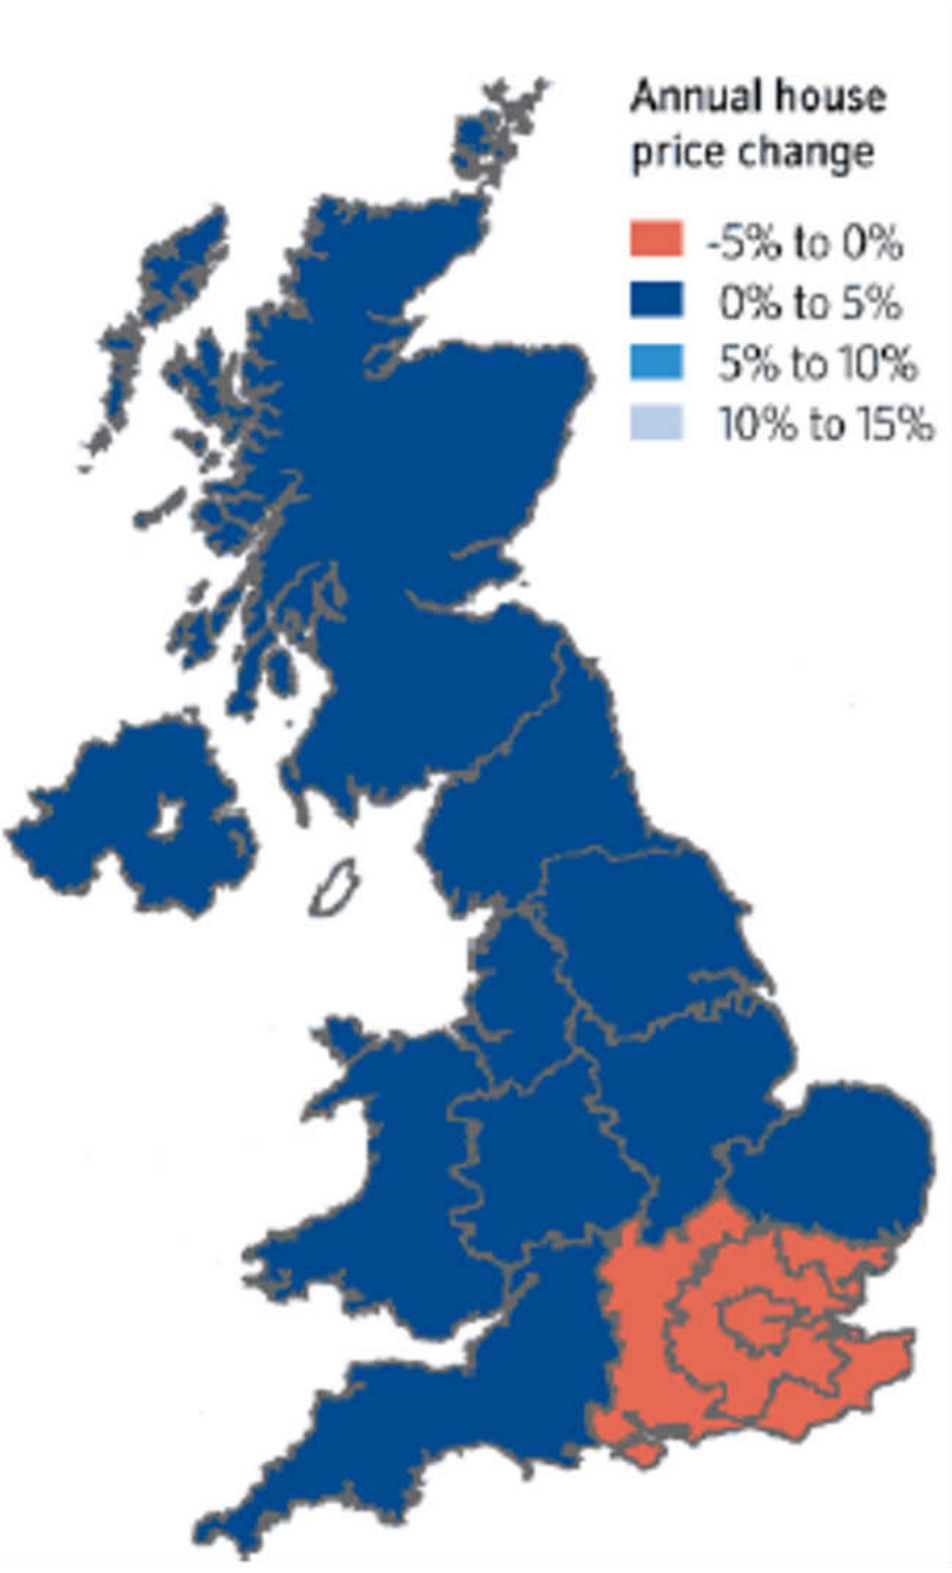 Annual house
price change
-5% to 0%
0% to 5%
5% to 10%
10% to 15%